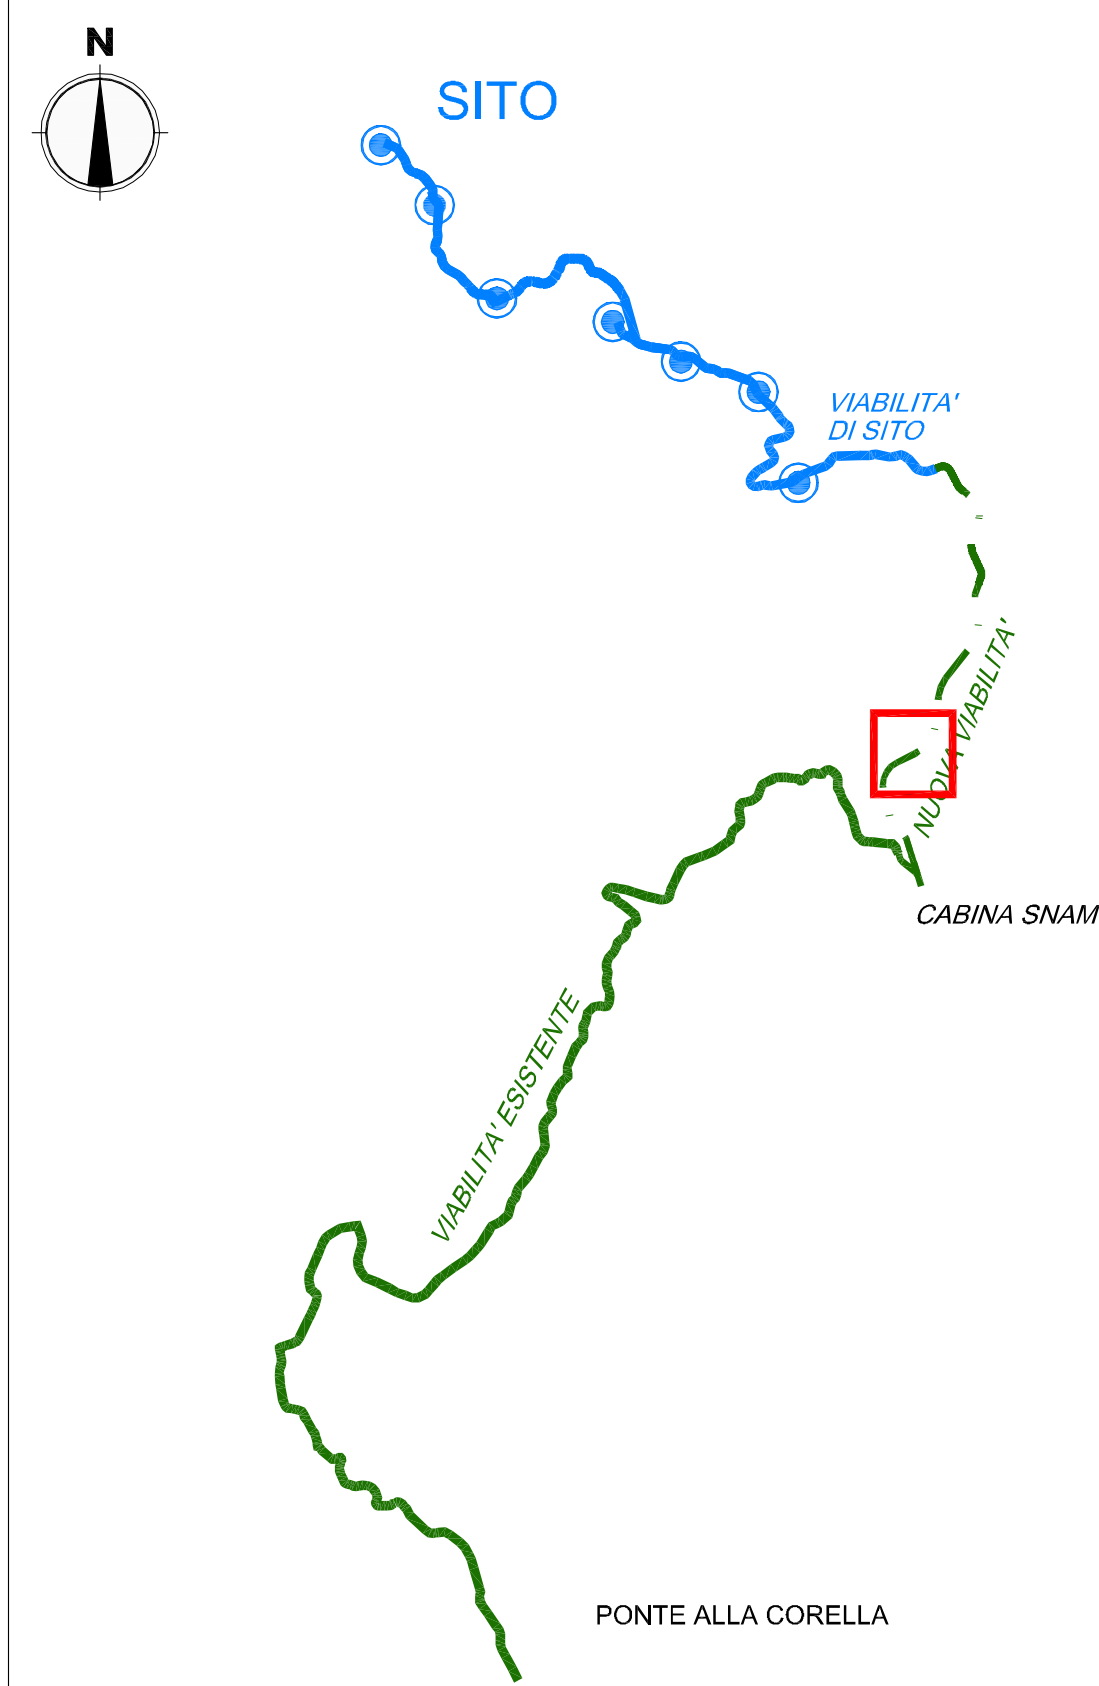 N
SITO
VIABILITA'
DI SITO
NUOVA VIABILITA'
CABINA SNAM
VIABILITA' ESISTENTE
PONTE ALLA CORELLA